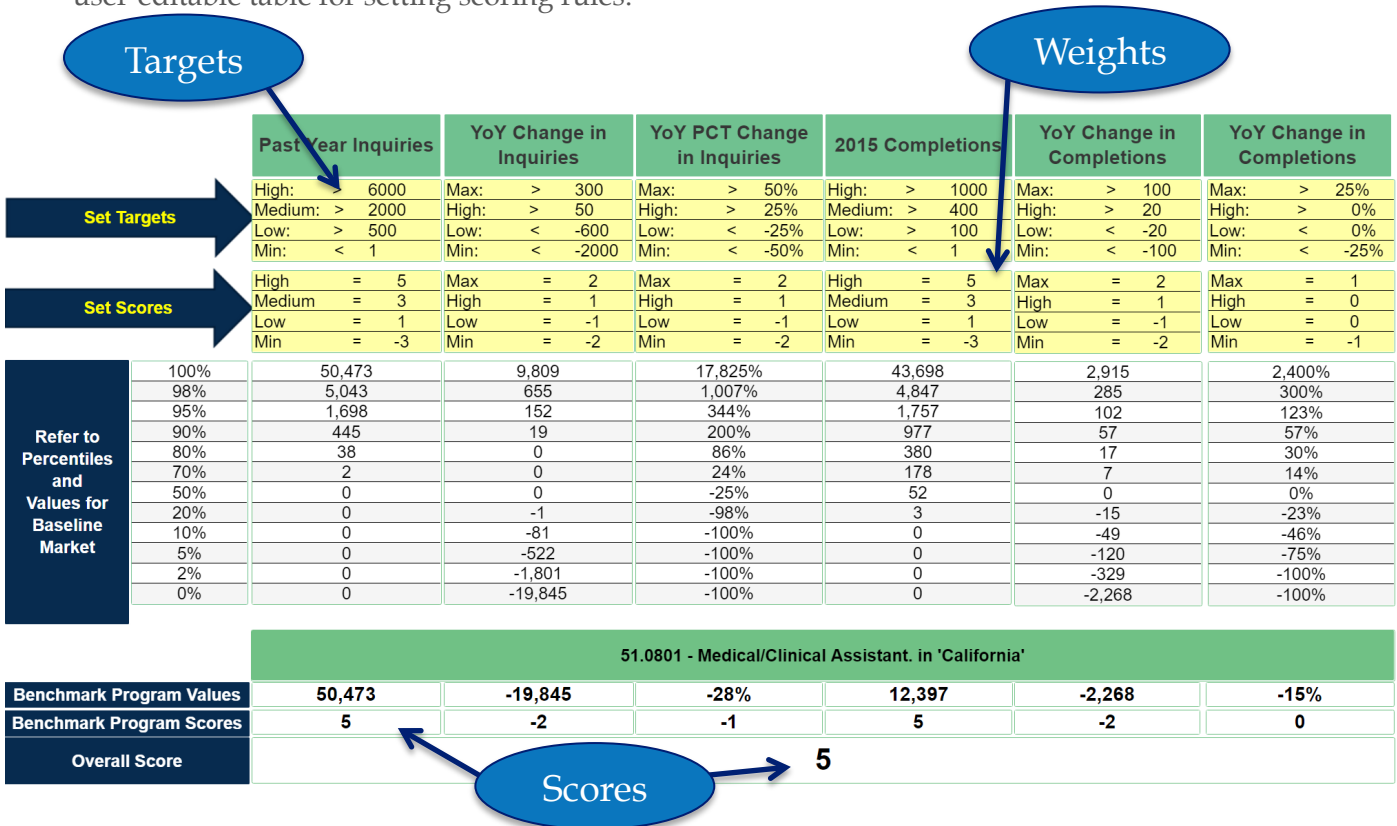 user-editable table for setting scoring rules.
Targets
Weights
Past Year Inquiries YoY Change in Inquiries YoY PCT Change in Inquiries 2015 Completions YoY Change in Completions YoY Change in Completions
Set Targets
High: > 6000 Max: > 300 Max: > 50% High: > 1000 Max: > 100 Max: > 25%
Medium: > 2000 High: > 50 High: > 25% Medium: > 400 High: > 20 High: > 0%
Low: > 500 Low: < -600 Low: < -25% Low: > 100 Low: < -20 Low: < 0%
Min: < 1 Min: < -2000 Min: < -50% Min: < 1 Min: < -100 Min: < -25%
Set Scores
High = 5 Max = 2 Max = 2 High = 5 Max = 2 Max = 1
Medium = 3 High = 1 High = 1 Medium = 3 High = 1 High = 0
Low = 1 Low = -1 Low = -1 Low = 1 Low = -1 Low = 0
Min = -3 Min = -2 Min = -2 Min = -3 Min = -2 Min = -1
Refer to
Percentiles
and
Values for
Baseline
Market
100% 50,473 9,809 17,825% 43,698 2,915 2,400%
98% 5,043 655 1,007% 4,847 285 300%
95% 1,698 152 344% 1,757 102 123%
90% 445 19 200% 977 57 57%
80% 38 0 86% 380 17 30%
70% 2 0 24% 178 7 14%
50% 0 0 -25% 52 0 0%
20% 0 -1 -98% 3 -15 -23%
10% 0 -81 -100% 0 -49 -46%
5% 0 -522 -100% 0 -120 -75%
2% 0 -1,801 -100% 0 -329 -100%
0% 0 -19,845 -100% 0 -2,268 -100%
51.0801 - Medical/Clinical Assistant. in 'California'
Benchmark Program Values 50,473 -19,845 -28% 12,397 -2,268 -15%
Benchmark Program Scores 5 -2 -1 5 -2 0
Overall Score 5
Scores